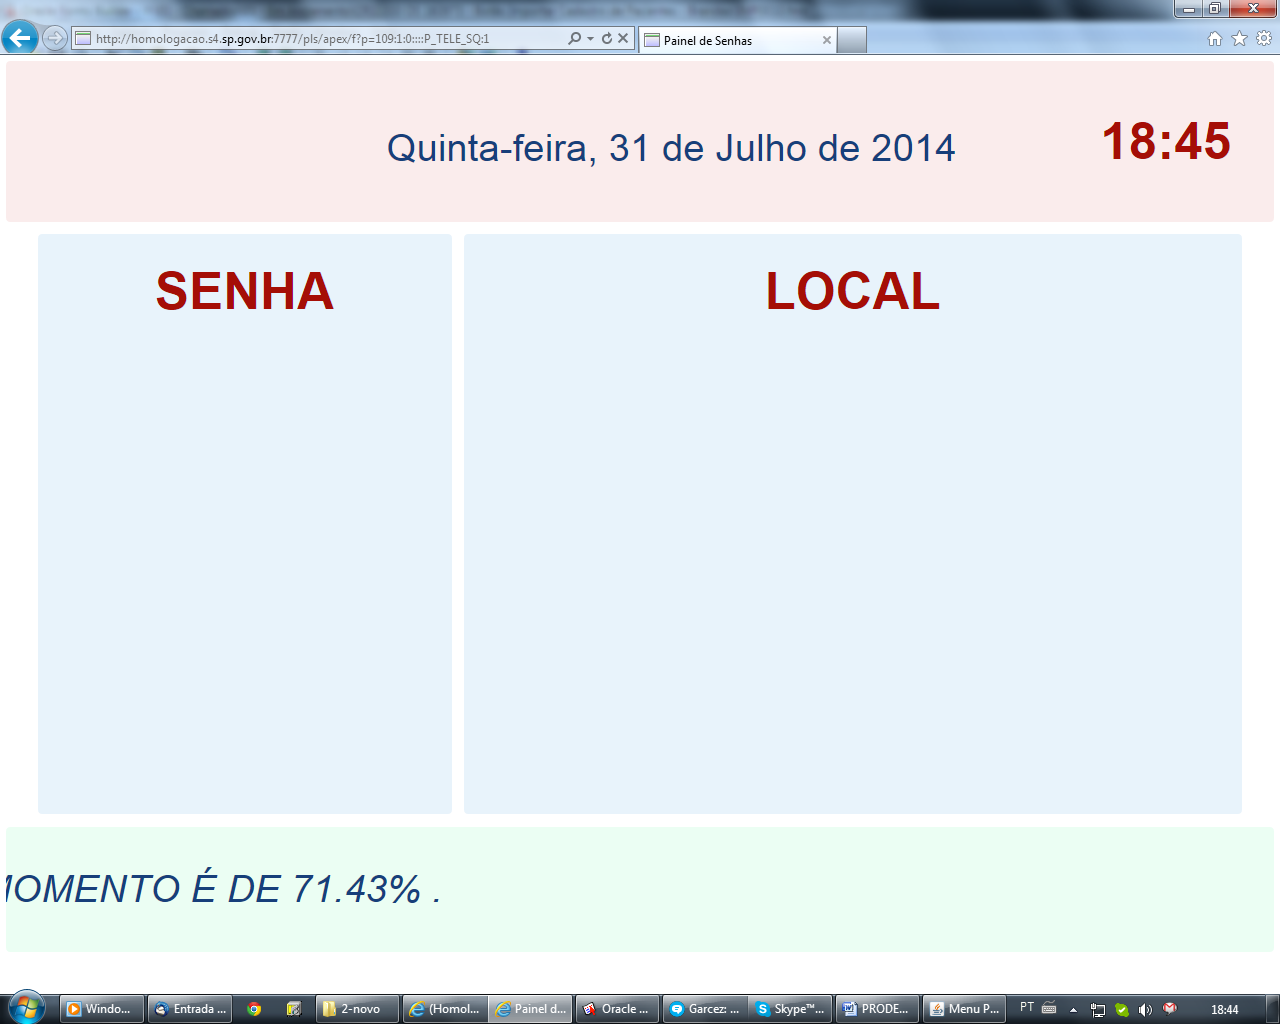 http://homologacao.s4.sp.gov.br:7777/pls/apex/f?p=109:1:0::::P_TELE_SQ:1
Painel de Senhas
Quinta-feira, 31 de Julho de 2014
18:45
SENHA
LOCAL
MOMENTO É DE 71.43% .
Windo...
Entrada ...
2-novo
(Homol...
Painel d...
Oracle ...
Garcez: ...
Skype™...
PRODE...
Menu P...
PT
18:44